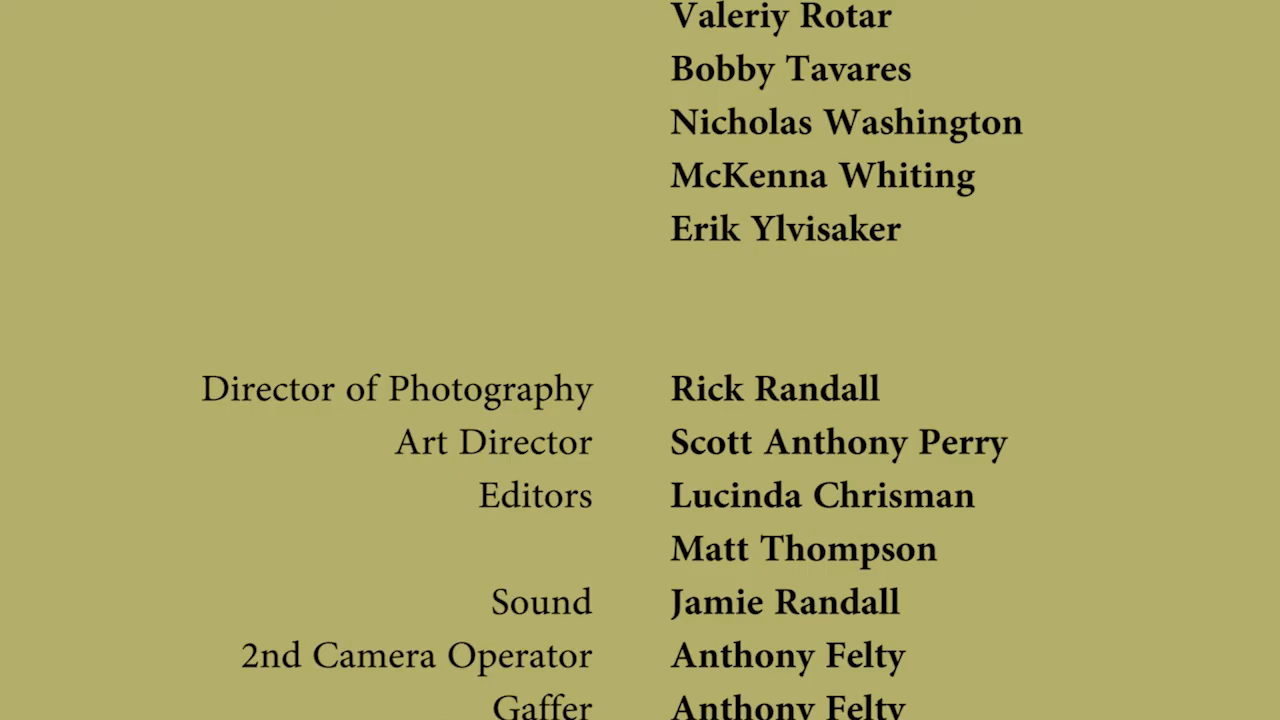 Valeriy Rotar
Bobby Tavares
Nicholas Washington
McKenna Whiting
Erik Ylvisaker
Director of Photography Rick Randall
Art Director Scott Anthony Perry
Editors Lucinda Chrisman
Matt Thompson
Sound Jamie Randall
2nd Camera Operator Anthony Felty
Gaffer Anthony Felty